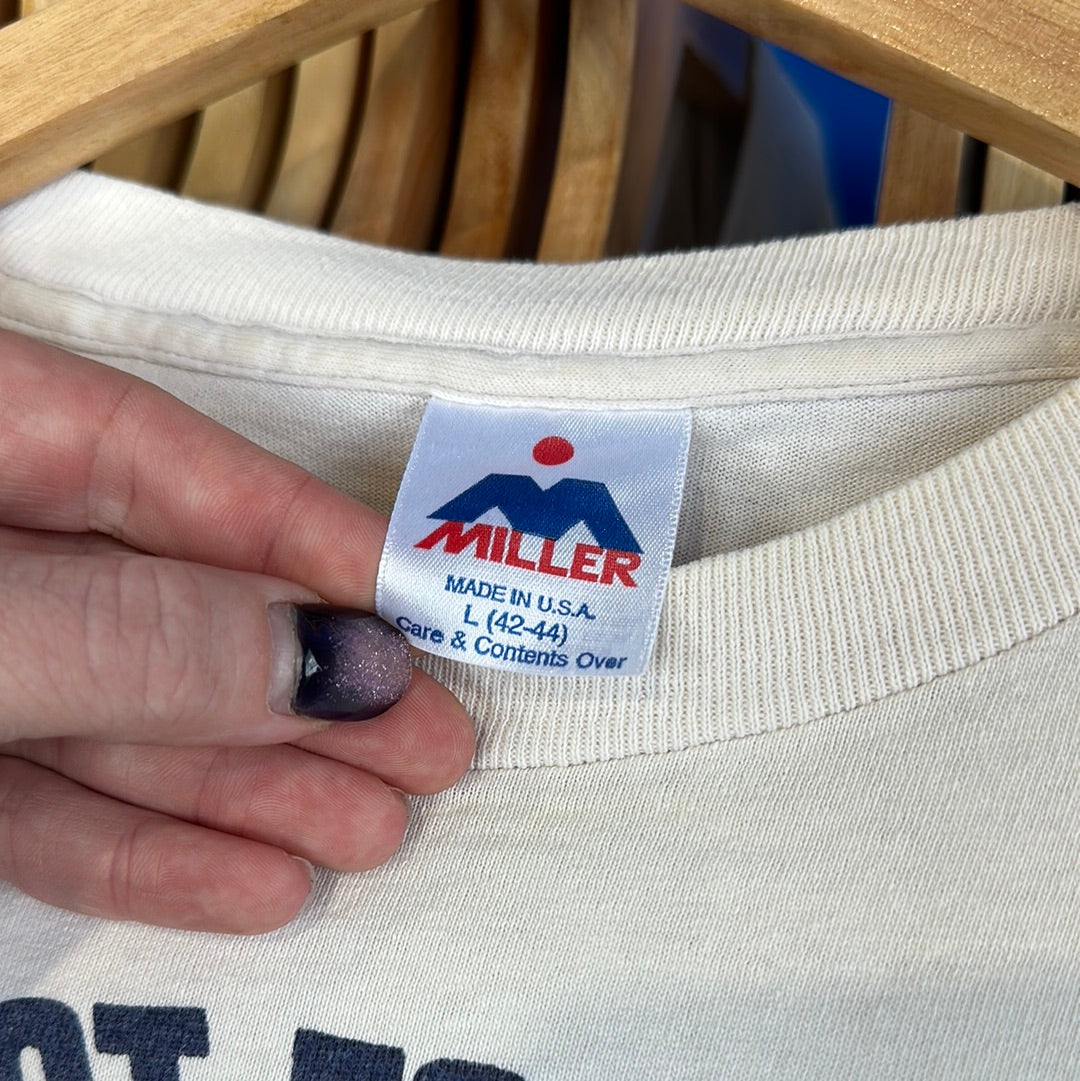 MILLER
MADE IN U.S.A.
L (42-44)
Care & Contents Over